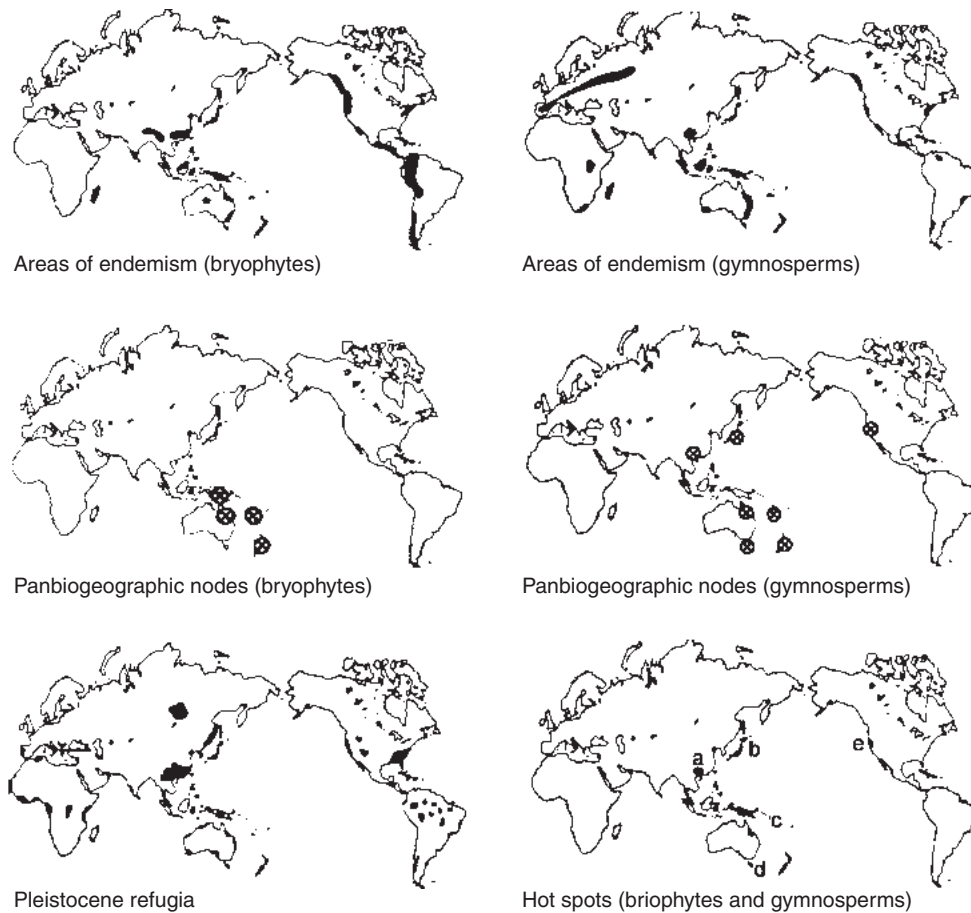 Areas of endemism (bryophytes)
Areas of endemism (gymnosperms)
Panbiogeographic nodes (bryophytes)
Panbiogeographic nodes (gymnosperms)
a
b
e
c
d
Pleistocene refugia
Hot spots (briophytes and gymnosperms)